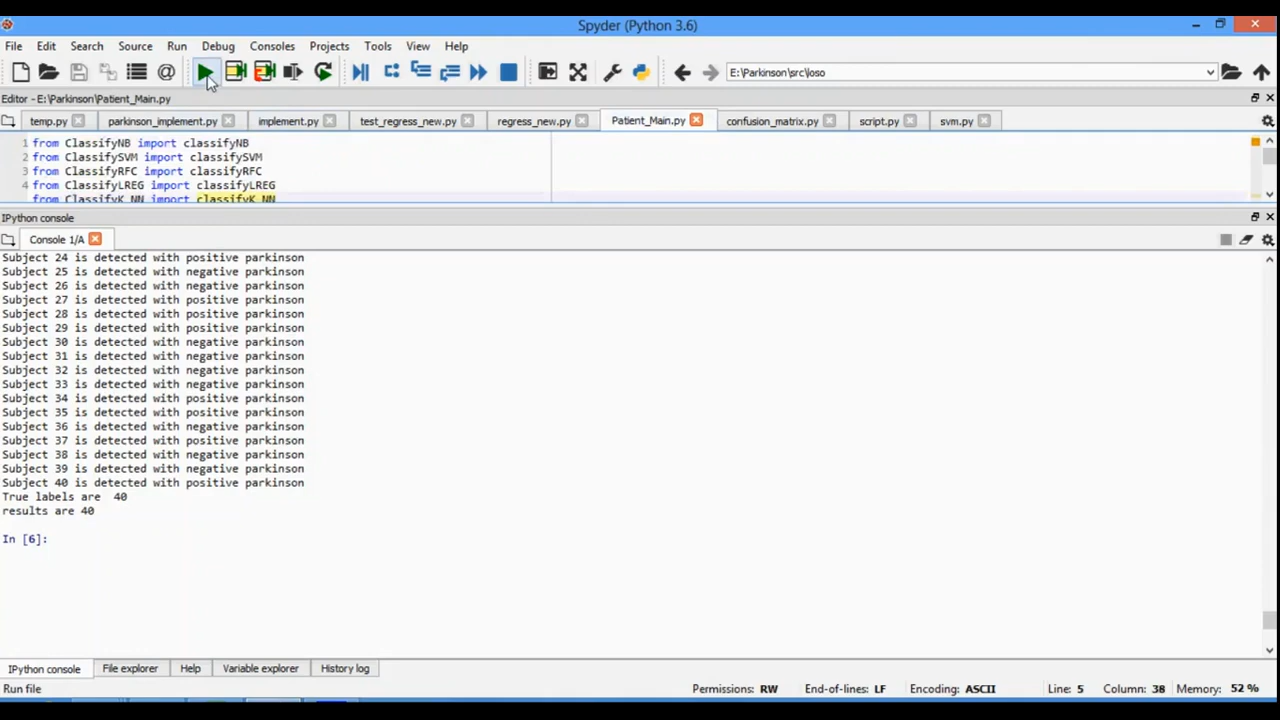 Spyder (Python 3.6)
File Edit Search Source Run Debug Consoles Projects Tools View Help
E:\Parkinson\src\loso
Editor - E:\Parkinson\Patient_Main.py
temp.py parkinson_implement.py implement.py test_regress_new.py regress_new.py Patient_Main.py confusion_matrix.py script.py svm.py
1 from ClassifyNB import classifyNB
2 from ClassifySVM import classifySVM
3 from ClassifyRFC import classifyRFC
4 from ClassifyLREG import classifyLREG
from ClassifyK_NN import classifyK_NN
IPython console
Console 1/A
Subject 24 is detected with positive parkinson
Subject 25 is detected with negative parkinson
Subject 26 is detected with negative parkinson
Subject 27 is detected with positive parkinson
Subject 28 is detected with positive parkinson
Subject 29 is detected with positive parkinson
Subject 30 is detected with negative parkinson
Subject 31 is detected with negative parkinson
Subject 32 is detected with negative parkinson
Subject 33 is detected with negative parkinson
Subject 34 is detected with positive parkinson
Subject 35 is detected with positive parkinson
Subject 36 is detected with negative parkinson
Subject 37 is detected with positive parkinson
Subject 38 is detected with negative parkinson
Subject 39 is detected with negative parkinson
Subject 40 is detected with positive parkinson
True labels are  40
results are 40
In [6]:
IPython console File explorer Help Variable explorer History log
Run file Permissions: RW End-of-lines: LF Encoding: ASCII Line: 5 Column: 38 Memory: 52 %